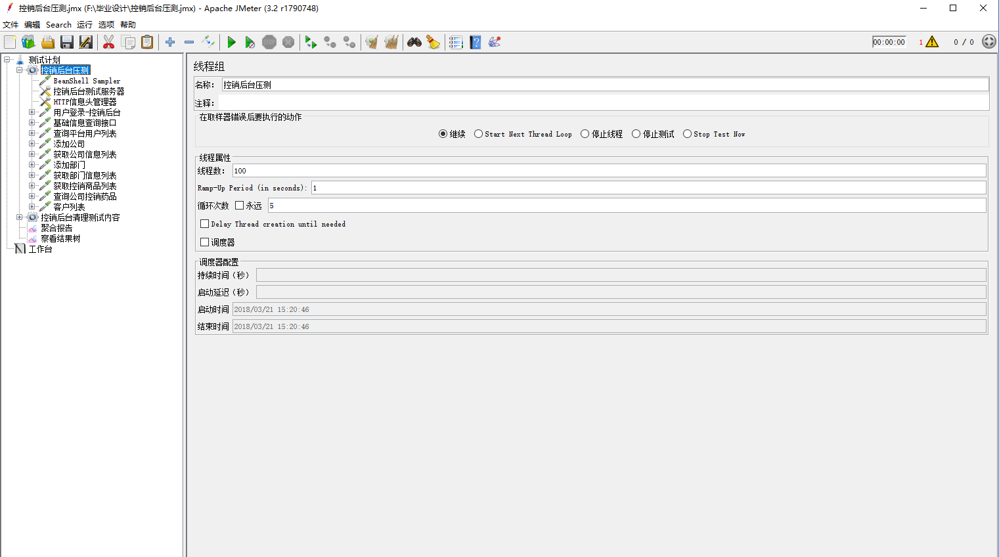 控销后台压测.jmx (F:\毕业设计\控销后台压测.jmx) - Apache JMeter (3.2 r1790748)
文件 编辑 Search 运行 选项 帮助
00:00:00 1 0 / 0
测试计划
控销后台压测
BeanShell Sampler
控销后台测试服务器
HTTP信息头管理器
用户登录-控销后台
基础信息查询接口
查询平台用户列表
添加公司
获取公司信息列表
添加部门
获取部门信息列表
获取控销商品列表
查询公司控销药品
客户列表
控销后台清理测试内容
聚合报告
察看结果树
工作台
线程组
名称： 控销后台压测
注释：
在取样器错误后要执行的动作
继续 Start Next Thread Loop 停止线程 停止测试 Stop Test Now
线程属性
线程数： 100
Ramp-Up Period (in seconds): 1
循环次数 永远 5
Delay Thread creation until needed
调度器
调度器配置
持续时间（秒）
启动延迟（秒）
启动时间 2018/03/21 15:20:46
结束时间 2018/03/21 15:20:46